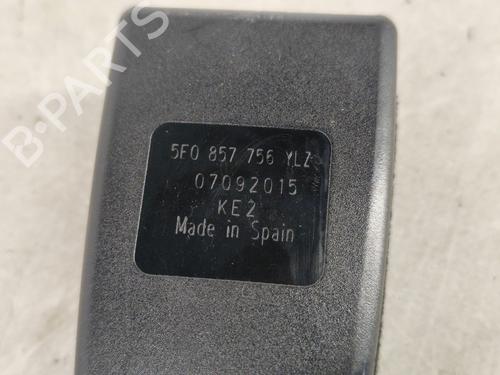 B-PARTS
5F0 857 756 YLZ
07092015
KE2
Made in Spain